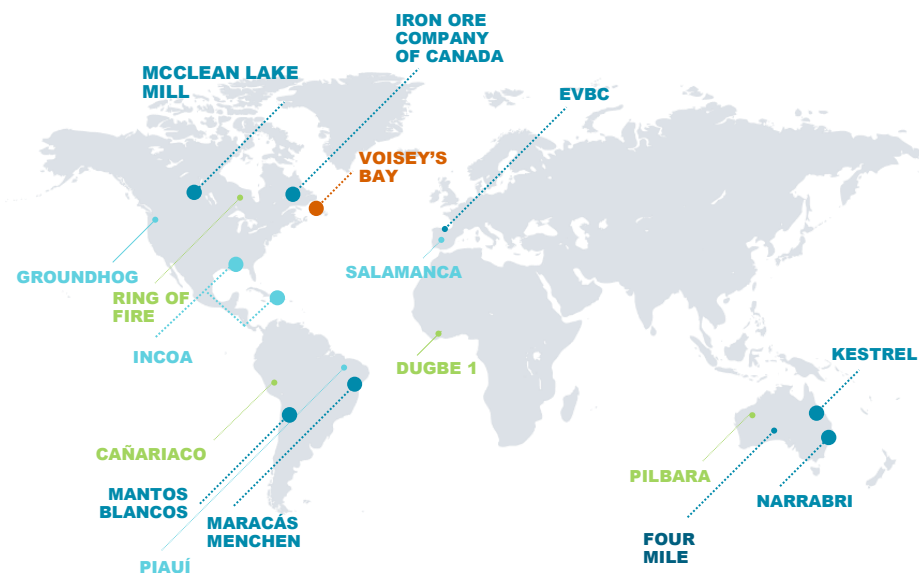 IRON ORE
COMPANY
OF CANADA
MCCLEAN LAKE
MILL
EVBC
VOISEY'S
BAY
GROUNDHOG
SALAMANCA
RING OF
FIRE
INCOA
DUGBE 1
KESTREL
CAÑARIACO
PILBARA
MANTOS
BLANCOS
NARRABRI
MARACÁS
MENCHEN
FOUR
MILE
PIAUÍ